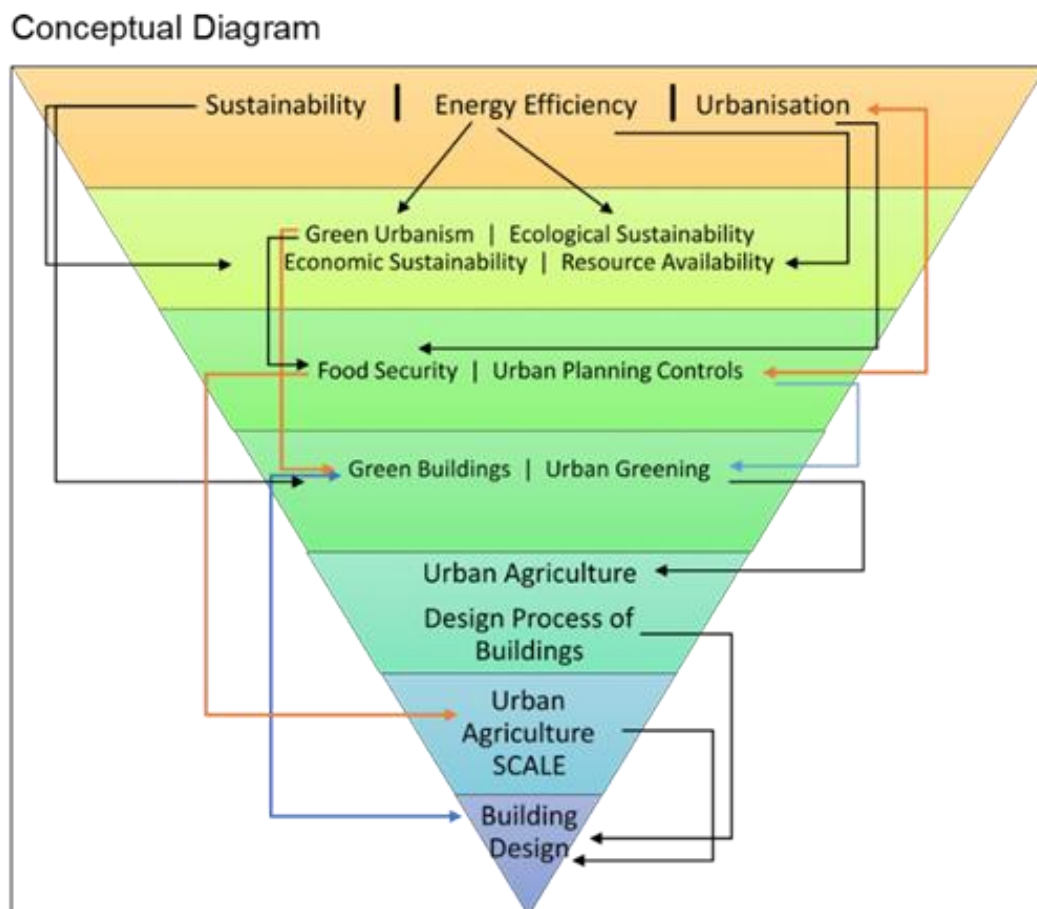 Conceptual Diagram
Sustainability | Energy Efficiency | Urbanisation
Green Urbanism | Ecological Sustainability
Economic Sustainability | Resource Availability
Food Security | Urban Planning Controls
Green Buildings | Urban Greening
Urban Agriculture
Design Process of
Buildings
Urban
Agriculture
SCALE
Building
Design